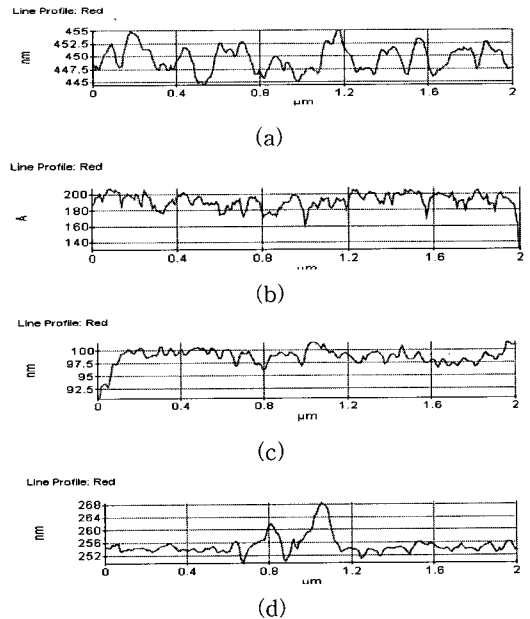 Line Profile: Red
nm
455
452.5
450
447.5
445
0 0.4 0.8 1.2 1.6 2
µm
(a)
Line Profile: Red
Å
200
180
160
140
0 0.4 0.8 1.2 1.6 2
µm
(b)
Line Profile: Red
nm
100
97.5
95
92.5
0 0.4 0.8 1.2 1.6 2
µm
(c)
Line Profile: Red
nm
268
264
260
256
252
0 0.4 0.8 1.2 1.6 2
µm
(d)